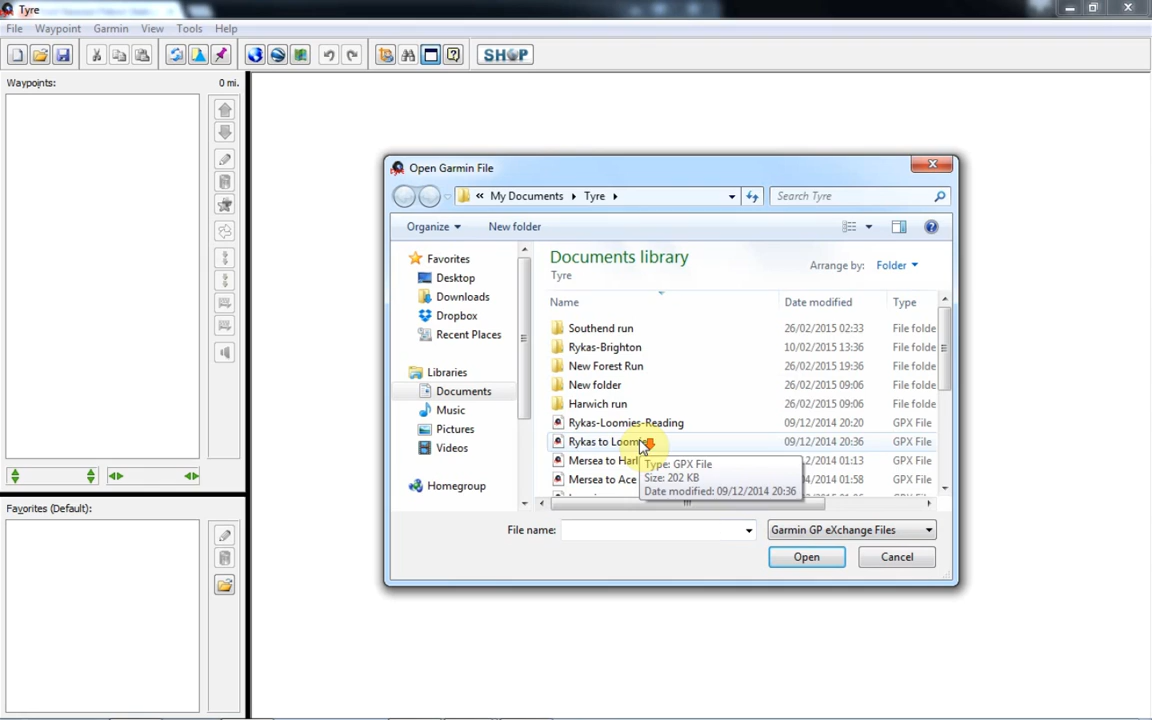 Tyre
File Waypoint Garmin View Tools Help
SHOP
Waypoints: 0 mi.
Favorites (Default):
Open Garmin File
« My Documents Tyre
Search Tyre
Organize New folder
Favorites
Desktop
Downloads
Dropbox
Recent Places
Libraries
Documents
Music
Pictures
Videos
Homegroup
Documents library
Tyre
Arrange by: Folder
Name Date modified Type
Southend run 26/02/2015 02:33 File folde
Rykas-Brighton 10/02/2015 13:36 File folde
New Forest Run 26/02/2015 19:36 File folde
New folder 26/02/2015 09:06 File folde
Harwich run 26/02/2015 09:06 File folde
Rykas-Loomies-Reading 09/12/2014 20:20 GPX File
Rykas to Loomies 09/12/2014 20:36 GPX File
Mersea to Harl /2014 01:13 GPX File
Mersea to Ace /2014 01:58 GPX File
Type: GPX File
Size: 202 KB
Date modified: 09/12/2014 20:36
File name: Garmin GP eXchange Files
Open Cancel